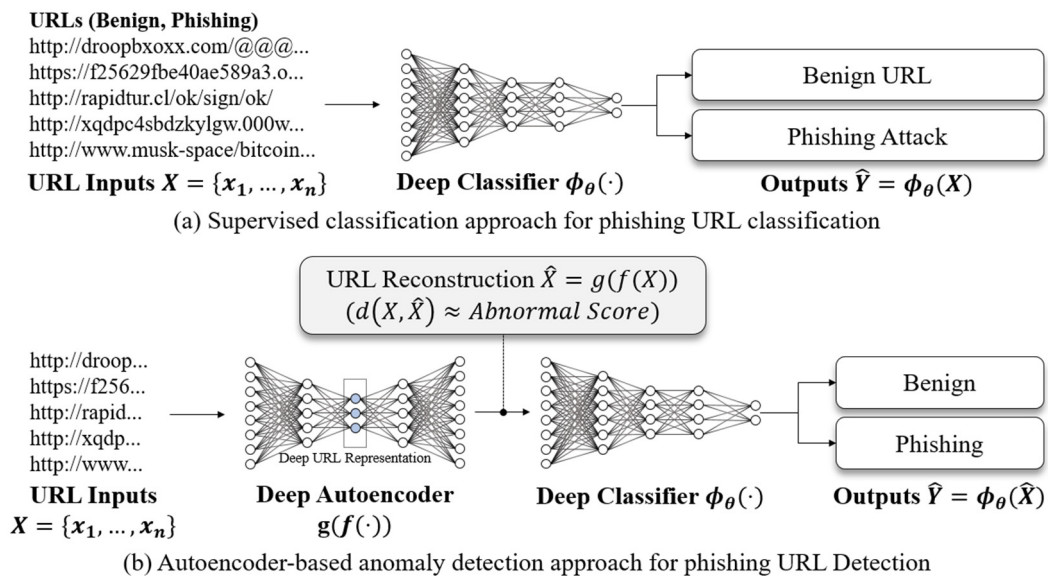 URLs (Benign, Phishing)
http://droopbxoxx.com/@@@...
https://f25629fbe40ae589a3.o...
http://rapidtur.cl/ok/sign/ok/
http://xqdpc4sbdzkylgw.000w...
http://www.musk-space/bitcoin...
URL Inputs X = {x₁, ..., xₙ}
Deep Classifier ϕ_θ(·)
Benign URL
Phishing Attack
Outputs Ŷ = ϕ_θ(X)
(a) Supervised classification approach for phishing URL classification
URL Reconstruction X̂ = g(f(X))
(d(X, X̂) ≈ Abnormal Score)
http://droop...
https://f256...
http://rapid...
http://xqdp...
http://www...
URL Inputs
X = {x₁, ..., xₙ}
Deep URL Representation
Deep Autoencoder
g(f(·))
Deep Classifier ϕ_θ(·)
Benign
Phishing
Outputs Ŷ = ϕ_θ(X̂)
(b) Autoencoder-based anomaly detection approach for phishing URL Detection